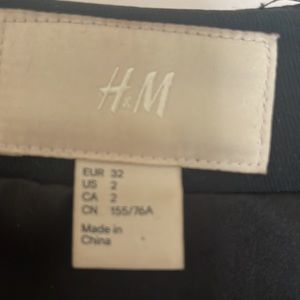 H&M
EUR 32
US 2
CA 2
CN 155/76A
Made in
China